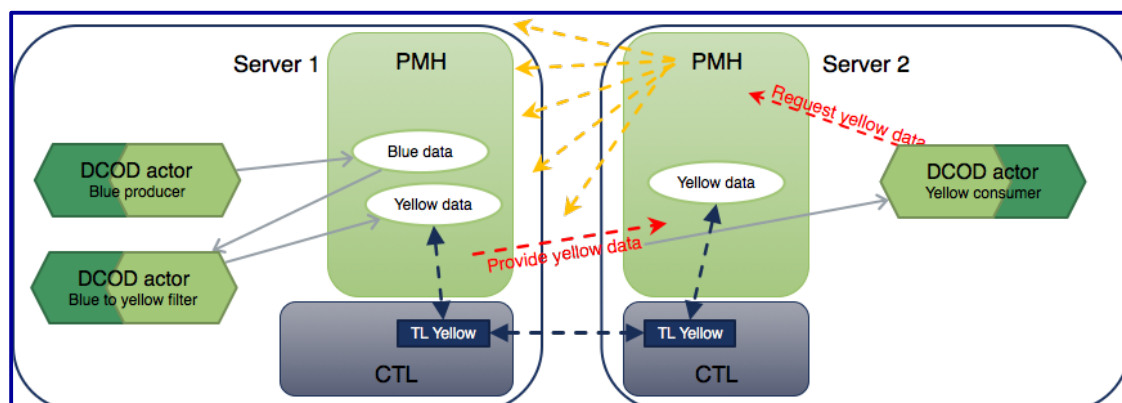 Server 1
PMH
PMH
Server 2
Request yellow data
Blue data
DCOD actor
Blue producer
DCOD actor
Yellow consumer
Yellow data
Yellow data
Provide yellow data
DCOD actor
Blue to yellow filter
TL Yellow
TL Yellow
CTL
CTL